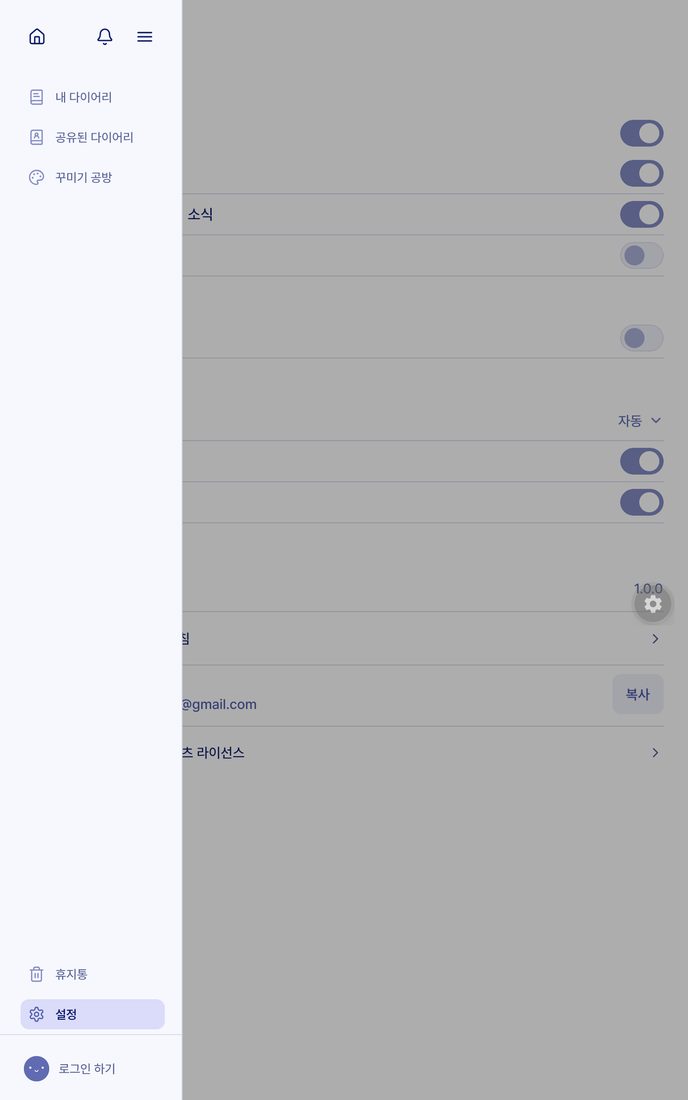 내 다이어리
공유된 다이어리
꾸미기 공방
소식
자동
1.0.0
침
@gmail.com
복사
츠 라이선스
휴지통
설정
로그인 하기